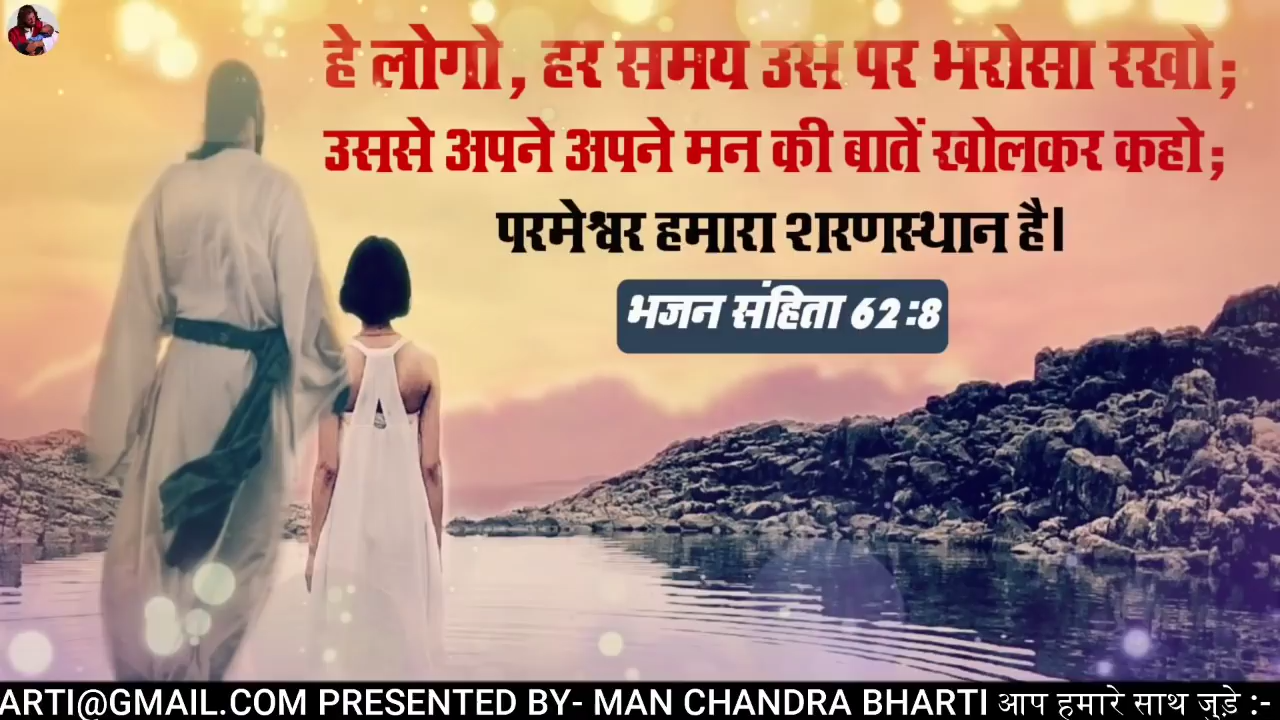 हे लोगो, हर समय उस पर भरोसा रखो;
उससे अपने अपने मन की बातें खोलकर कहो;
परमेश्वर हमारा शरणस्थान है।
भजन संहिता 62:8
ARTI@GMAIL.COM PRESENTED BY- MAN CHANDRA BHARTI आप हमारे साथ जुड़े :-